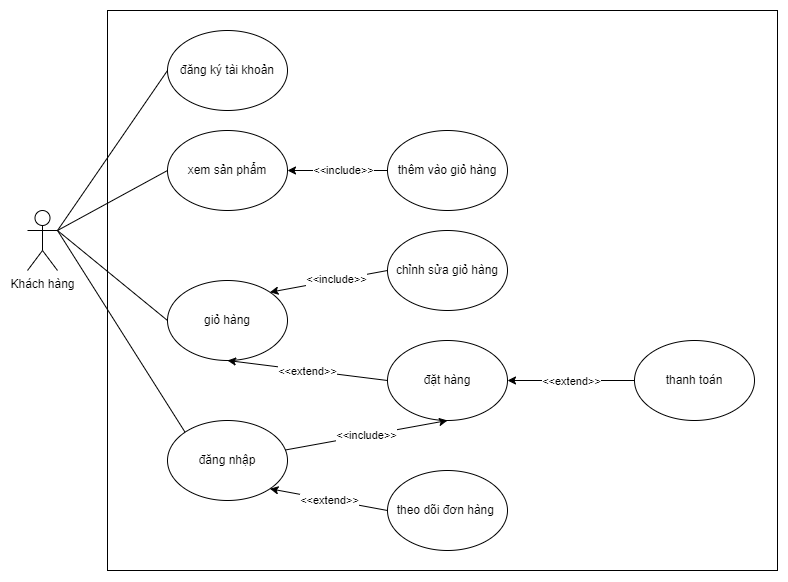 đăng ký tài khoản
xem sản phẩm
<<include>>
thêm vào giỏ hàng
Khách hàng
chỉnh sửa giỏ hàng
<<include>>
giỏ hàng
<<extend>>
đặt hàng
<<extend>>
thanh toán
<<include>>
đăng nhập
<<extend>>
theo dõi đơn hàng